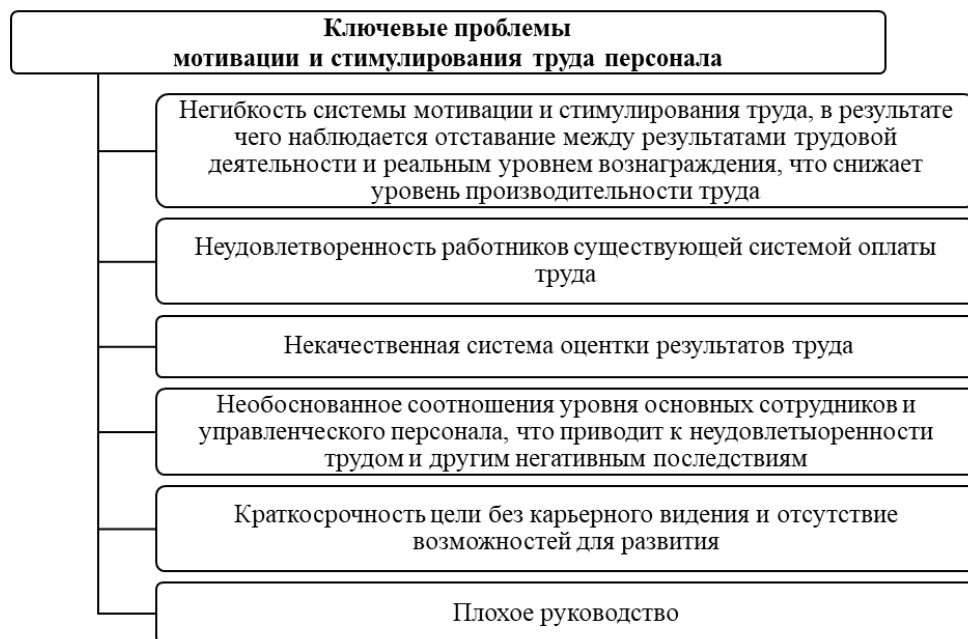 Ключевые проблемы
мотивации и стимулирования труда персонала
Негибкость системы мотивации и стимулирования труда, в результате
чего наблюдается отставание между результатами трудовой
деятельности и реальным уровнем вознаграждения, что снижает
уровень производительности труда
Неудовлетворенность работников существующей системой оплаты
труда
Некачественная система оцентки результатов труда
Необоснованное соотношения уровня основных сотрудников и
управленческого персонала, что приводит к неудовлетыоренности
трудом и другим негативным последствиям
Краткосрочность цели без карьерного видения и отсутствие
возможностей для развития
Плохое руководство